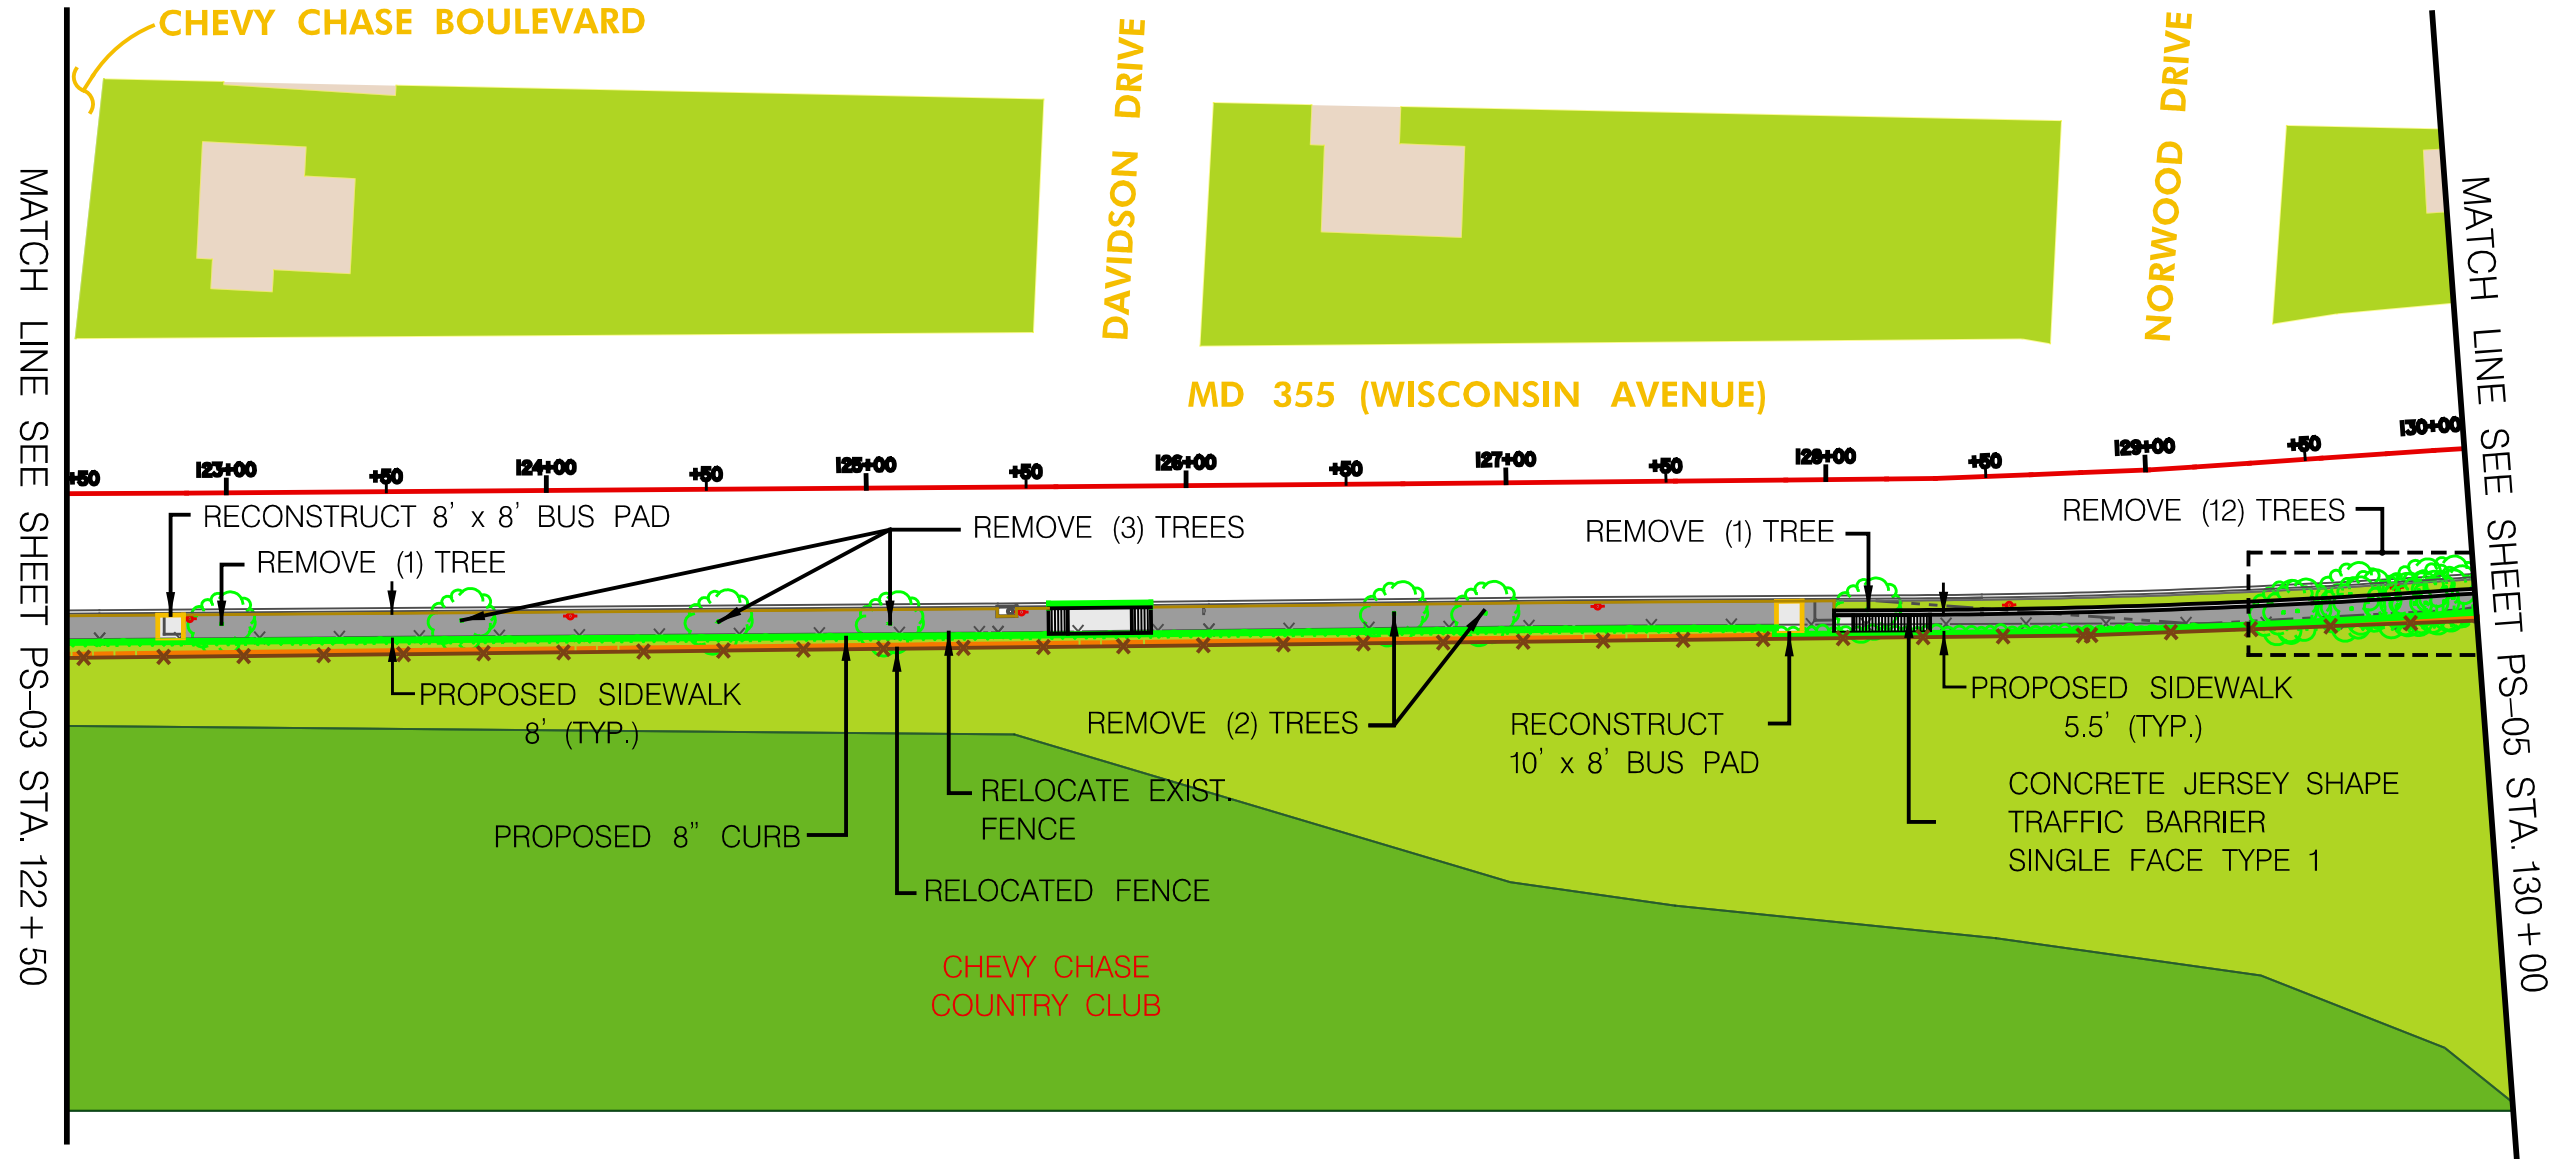 CHEVY CHASE BOULEVARD
DAVIDSON DRIVE
NORWOOD DRIVE
MATCH LINE SEE SHEET PS-03 STA. 122+50
MATCH LINE SEE SHEET PS-05 STA. 130+00
MD 355 (WISCONSIN AVENUE)
+50
123+00
+50
124+00
+50
125+00
+50
126+00
+50
127+00
+50
128+00
+50
129+00
+50
130+00
RECONSTRUCT 8' x 8' BUS PAD
REMOVE (1) TREE
REMOVE (3) TREES
REMOVE (1) TREE
REMOVE (12) TREES
PROPOSED SIDEWALK
8' (TYP.)
REMOVE (2) TREES
RECONSTRUCT
10' x 8' BUS PAD
PROPOSED SIDEWALK
5.5' (TYP.)
PROPOSED 8" CURB
RELOCATE EXIST.
FENCE
RELOCATED FENCE
CONCRETE JERSEY SHAPE
TRAFFIC BARRIER
SINGLE FACE TYPE 1
CHEVY CHASE
COUNTRY CLUB